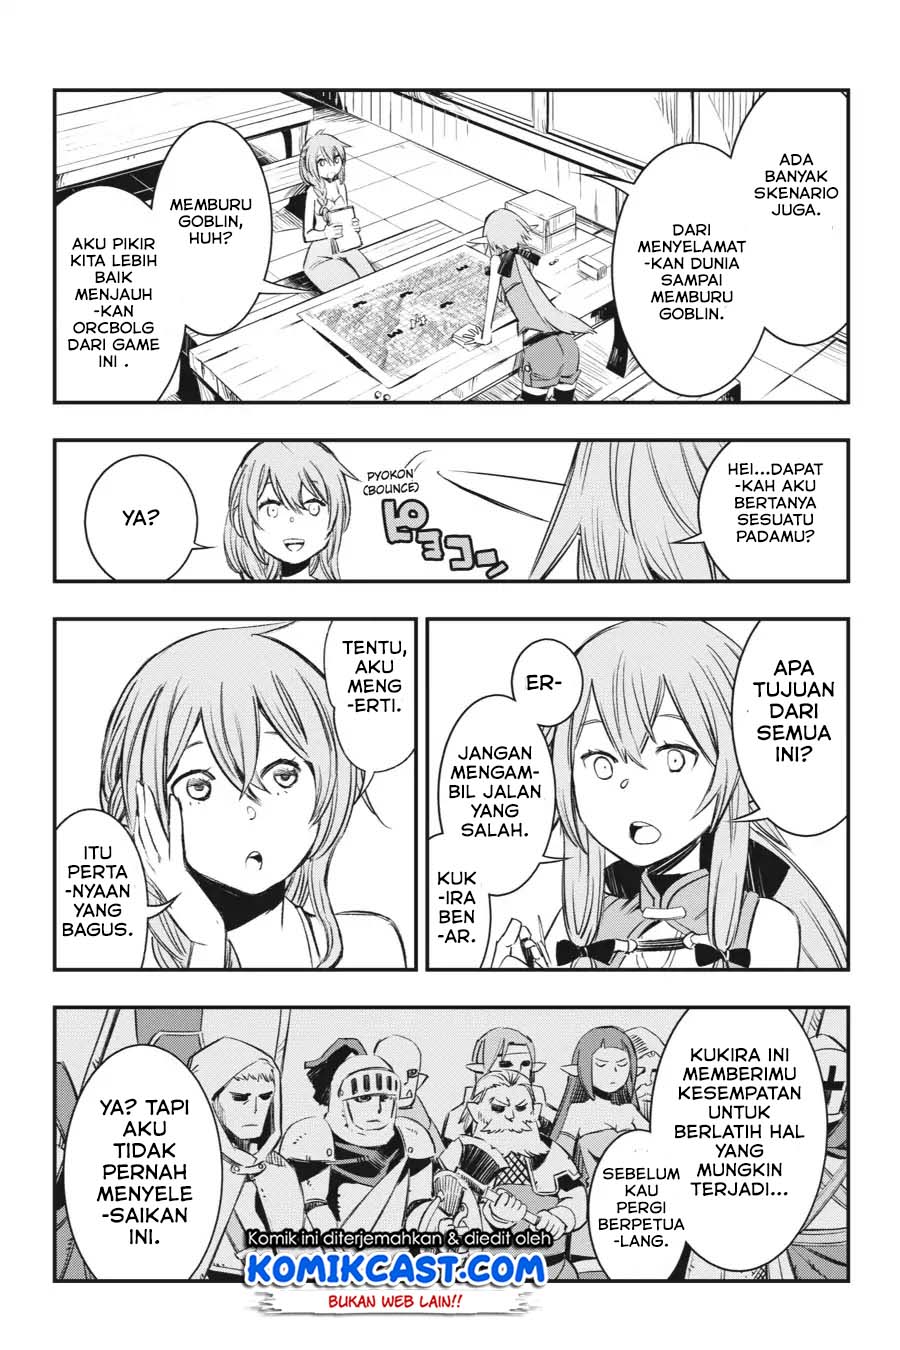 ADA
BANYAK
SKENARIO
JUGA.
DARI
MENYELAMAT
-KAN DUNIA
SAMPAI
MEMBURU
GOBLIN.
MEMBURU
GOBLIN,
HUH?
AKU PIKIR
KITA LEBIH
BAIK
MENJAUH
-KAN
ORCBOLG
DARI GAME
INI .
HEI...DAPAT
-KAH AKU
BERTANYA
SESUATU
PADAMU?
PYOKON
(BOUNCE)
ピョコン
YA?
APA
TUJUAN
DARI
SEMUA
INI?
ER-
JANGAN
MENGAM-
BIL JALAN
YANG
SALAH.
KUK
-IRA
BEN
-AR.
TENTU,
AKU
MENG
-ERTI.
ITU
PERTA
-NYAAN
YANG
BAGUS.
KUKIRA INI
MEMBERIMU
KESEMPATAN
UNTUK
BERLATIH HAL
YANG
MUNGKIN
TERJADI...
SEBELUM
KAU
PERGI
BERPETUA
-LANG.
YA? TAPI
AKU
TIDAK
PERNAH
MENYELE
-SAIKAN
INI.
Komik ini diterjemahkan & diedit oleh
KOMIKCAST.COM
BUKAN WEB LAIN!!